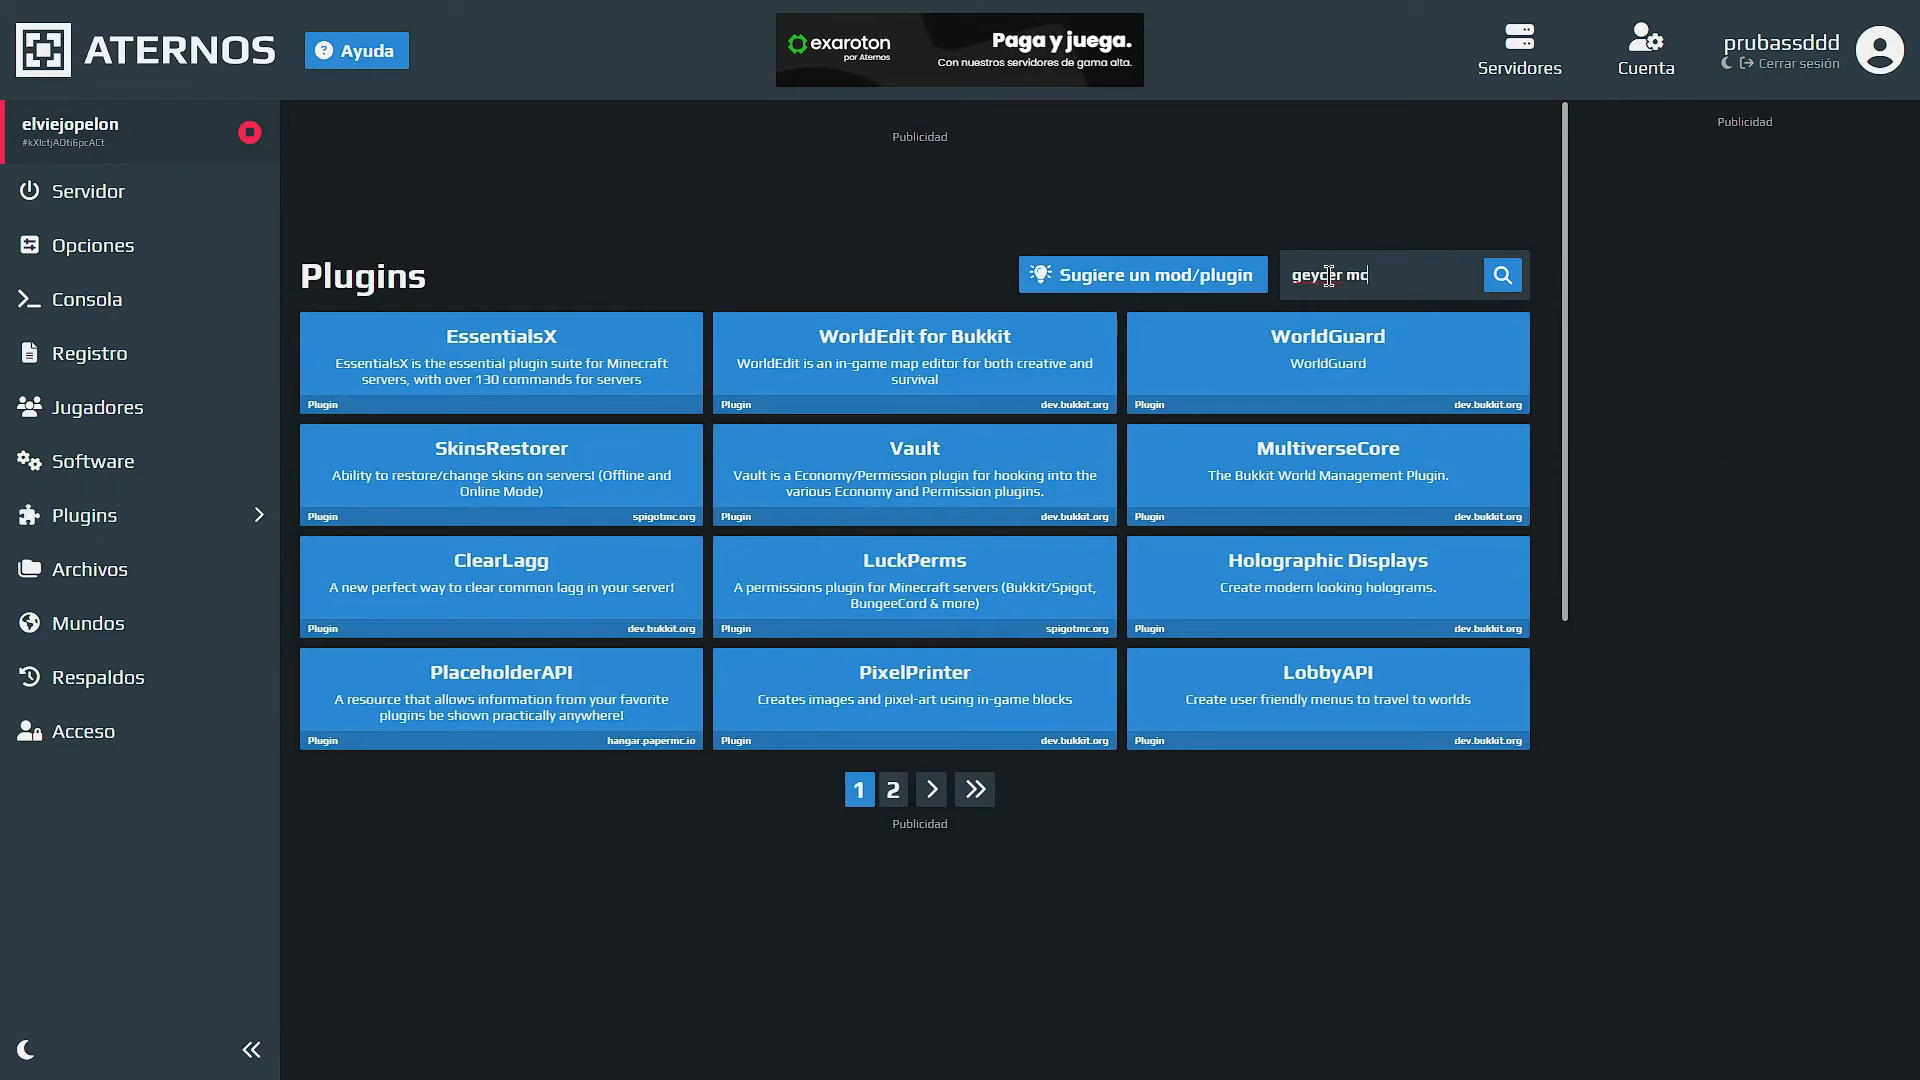 ATERNOS
Ayuda
exaroton
por Aternos
Paga y juega.
Con nuestros servidores de gama alta.
Servidores
Cuenta
prubassddd
Cerrar sesión
elviejopelon
Servidor
Opciones
Consola
Registro
Jugadores
Software
Plugins
Archivos
Mundos
Respaldos
Acceso
Publicidad
Publicidad
Plugins
Sugiere un mod/plugin
mc
EssentialsX
EssentialsX is the essential plugin suite for Minecraft
servers, with over 130 commands for servers
Plugin
WorldEdit for Bukkit
WorldEdit is an in-game map editor for both creative and
survival
Plugin
dev.bukkit.org
WorldGuard
WorldGuard
Plugin
dev.bukkit.org
SkinsRestorer
Ability to restore/change skins on servers! (Offline and
Online Mode)
Plugin
spigotmc.org
Vault
Vault is a Economy/Permission plugin for hooking into the
various Economy and Permission plugins.
Plugin
dev.bukkit.org
MultiverseCore
The Bukkit World Management Plugin.
Plugin
dev.bukkit.org
ClearLagg
A new perfect way to clear common lagg in your server!
Plugin
dev.bukkit.org
LuckPerms
A permissions plugin for Minecraft servers (Bukkit/Spigot,
BungeeCord & more)
Plugin
spigotmc.org
Holographic Displays
Create modern looking holograms.
Plugin
dev.bukkit.org
PlaceholderAPI
A resource that allows information from your favorite
plugins be shown practically anywhere!
Plugin
hangar.papermc.io
PixelPrinter
Creates images and pixel-art using in-game blocks
Plugin
dev.bukkit.org
LobbyAPI
Create user friendly menus to travel to worlds
Plugin
dev.bukkit.org
1 2
Publicidad